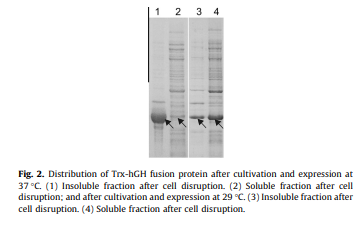 1 2 3 4
Fig. 2. Distribution of Trx-hGH fusion protein after cultivation and expression at
37 °C. (1) Insoluble fraction after cell disruption. (2) Soluble fraction after cell
disruption; and after cultivation and expression at 29 °C. (3) Insoluble fraction after
cell disruption. (4) Soluble fraction after cell disruption.